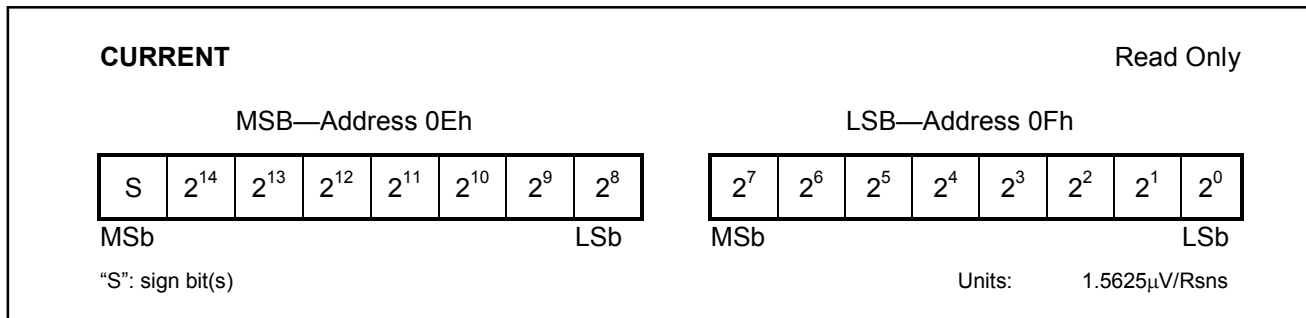 CURRENT Read Only
MSB—Address 0Eh LSB—Address 0Fh
S 2^14 2^13 2^12 2^11 2^10 2^9 2^8 2^7 2^6 2^5 2^4 2^3 2^2 2^1 2^0
MSb LSb MSb LSb
“S”: sign bit(s) Units: 1.5625μV/Rsns